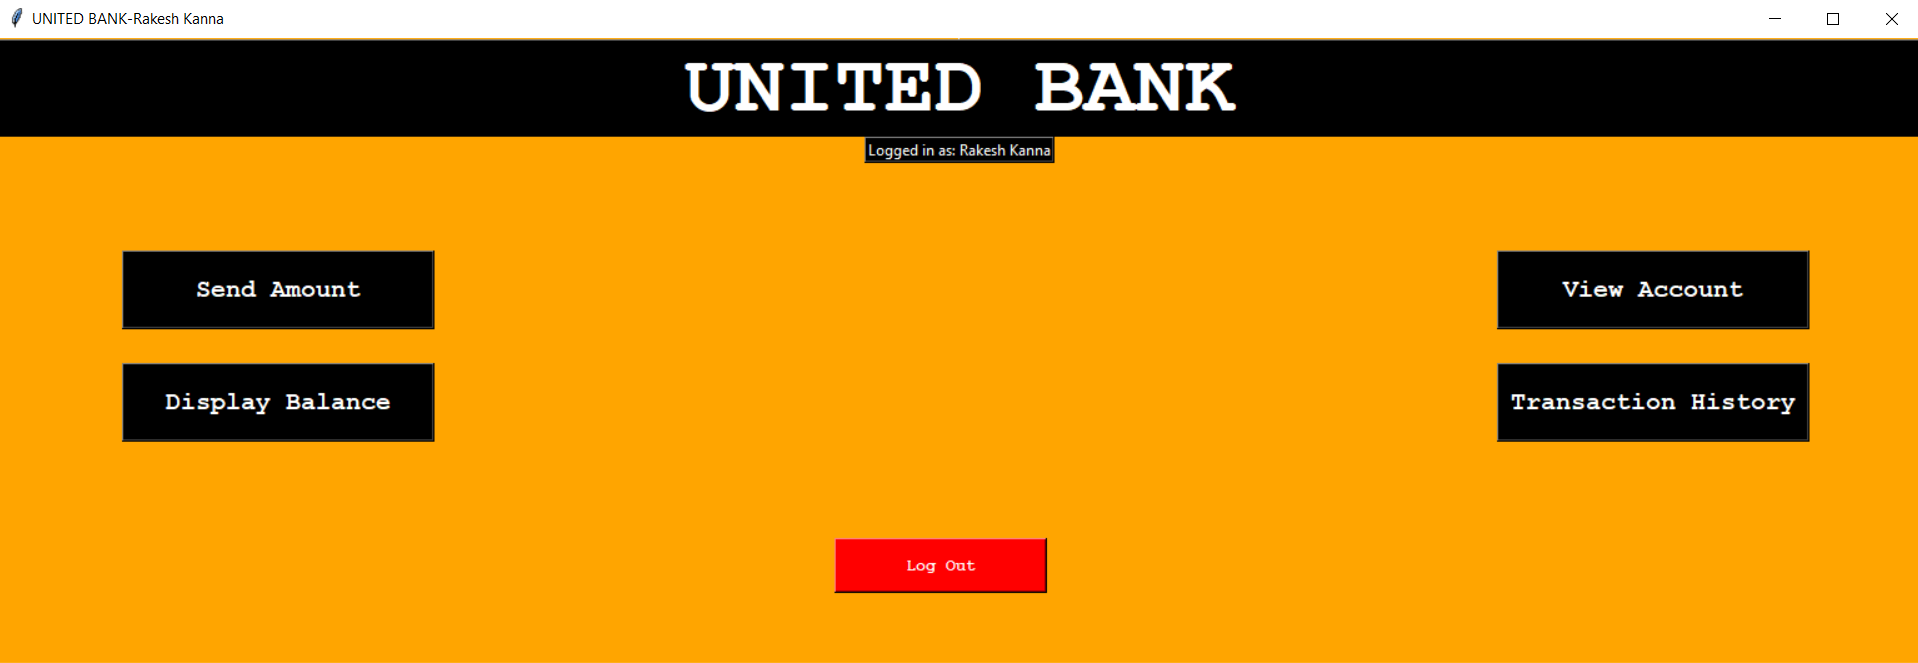 UNITED BANK-Rakesh Kanna
UNITED BANK
Logged in as: Rakesh Kanna
Send Amount
View Account
Display Balance
Transaction History
Log Out